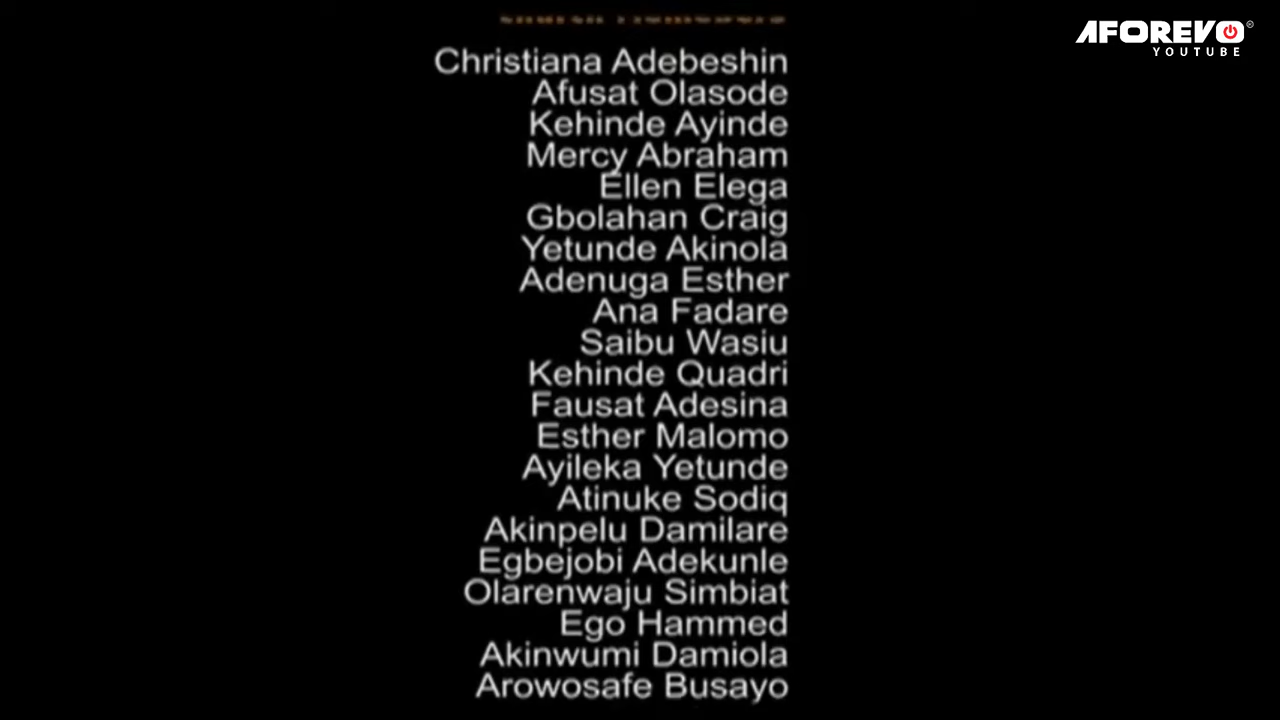 AFOREVO
YOUTUBE
Christiana Adebeshin
Afusat Olasode
Kehinde Ayinde
Mercy Abraham
Ellen Elega
Gbolahan Craig
Yetunde Akinola
Adenuga Esther
Ana Fadare
Saibu Wasiu
Kehinde Quadri
Fausat Adesina
Esther Malomo
Ayileka Yetunde
Atinuke Sodiq
Akinpelu Damilare
Egbejobi Adekunle
Olarenwaju Simbiat
Ego Hammed
Akinwumi Damiola
Arowosafe Busayo